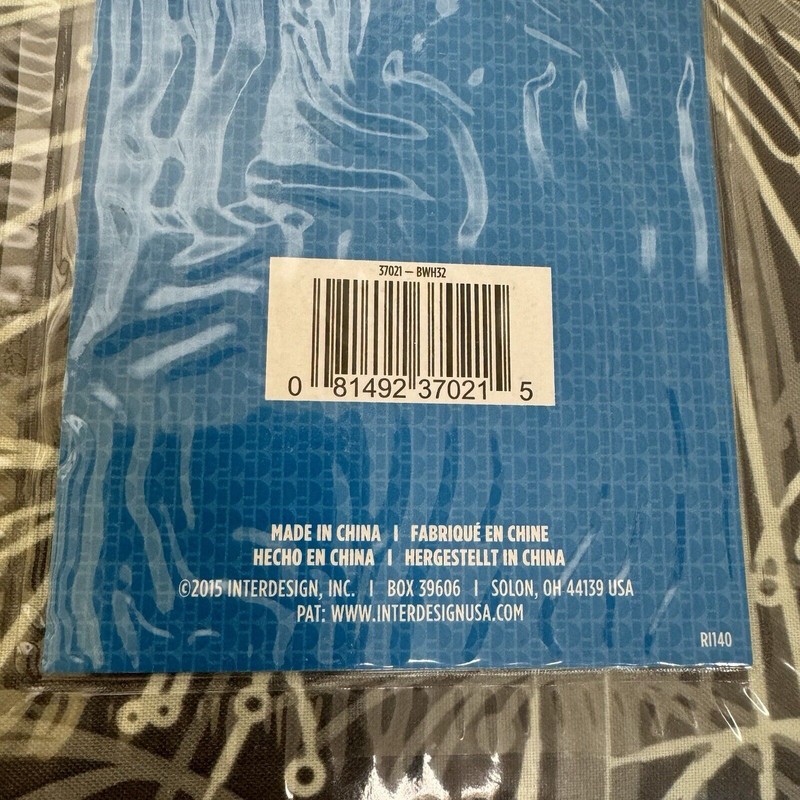 37021 — BWH32
0 81492 37021 5
MADE IN CHINA | FABRIQUÉ EN CHINE
HECHO EN CHINA | HERGESTELLT IN CHINA
©2015 INTERDESIGN, INC. | BOX 39606 | SOLON, OH 44139 USA
PAT: WWW.INTERDESIGNUSA.COM
RI140